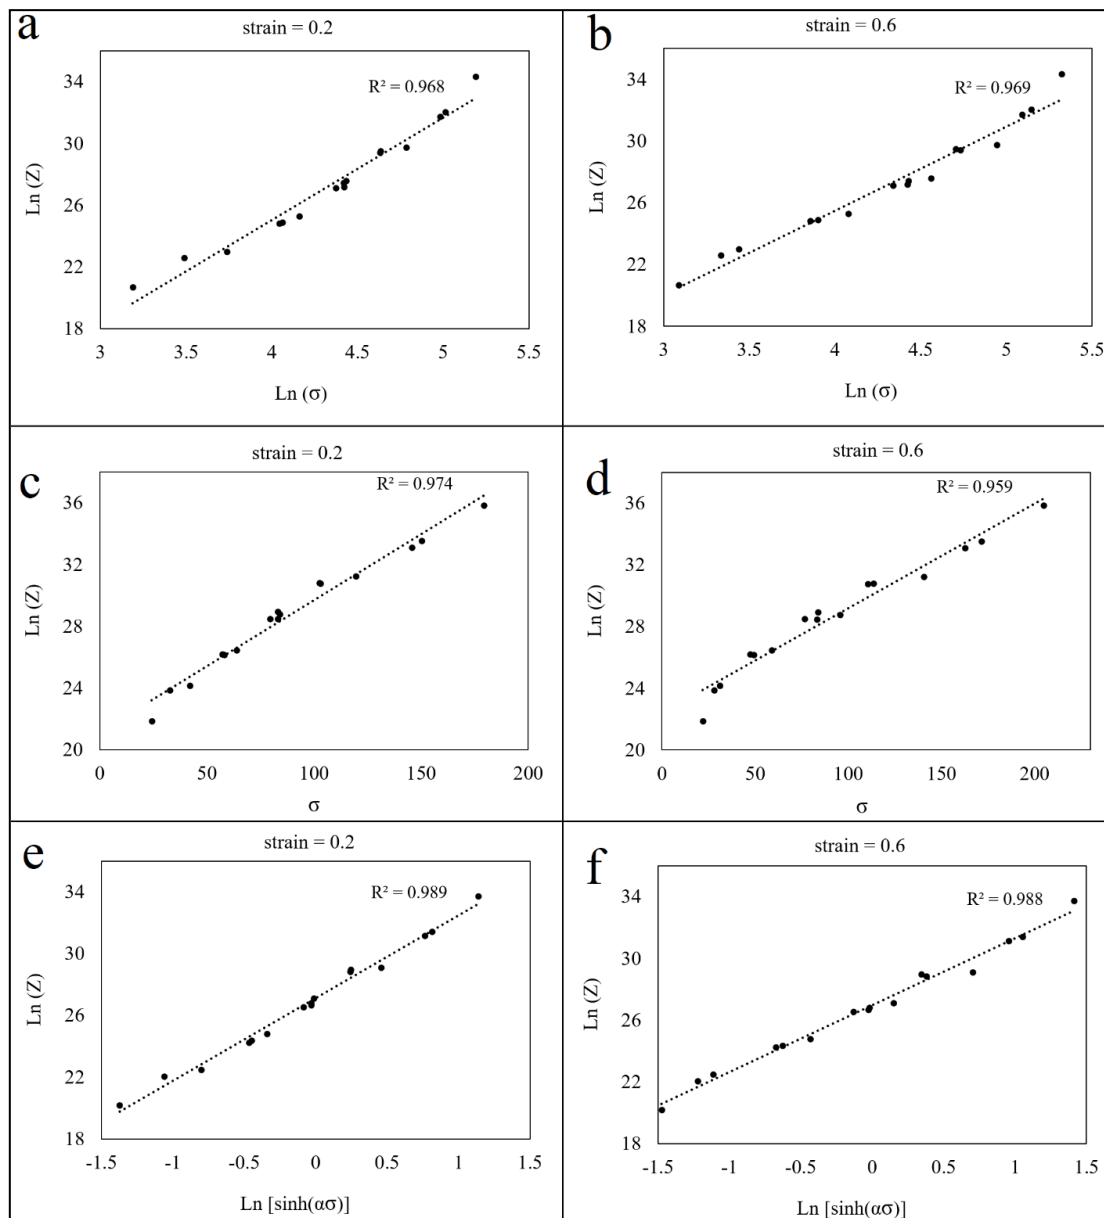 a
strain = 0.2
R² = 0.968
Ln (Z)
34
30
26
22
18
3
3.5
4
4.5
5
5.5
Ln (σ)
b
strain = 0.6
R² = 0.969
Ln (Z)
34
30
26
22
18
3
3.5
4
4.5
5
5.5
Ln (σ)
c
strain = 0.2
R² = 0.974
Ln (Z)
36
32
28
24
20
0
50
100
150
200
σ
d
strain = 0.6
R² = 0.959
Ln (Z)
36
32
28
24
20
0
50
100
150
200
σ
e
strain = 0.2
R² = 0.989
Ln (Z)
34
30
26
22
18
-1.5
-1
-0.5
0
0.5
1
1.5
Ln [sinh(ασ)]
f
strain = 0.6
R² = 0.988
Ln (Z)
34
30
26
22
18
-1.5
-1
-0.5
0
0.5
1
1.5
Ln [sinh(ασ)]